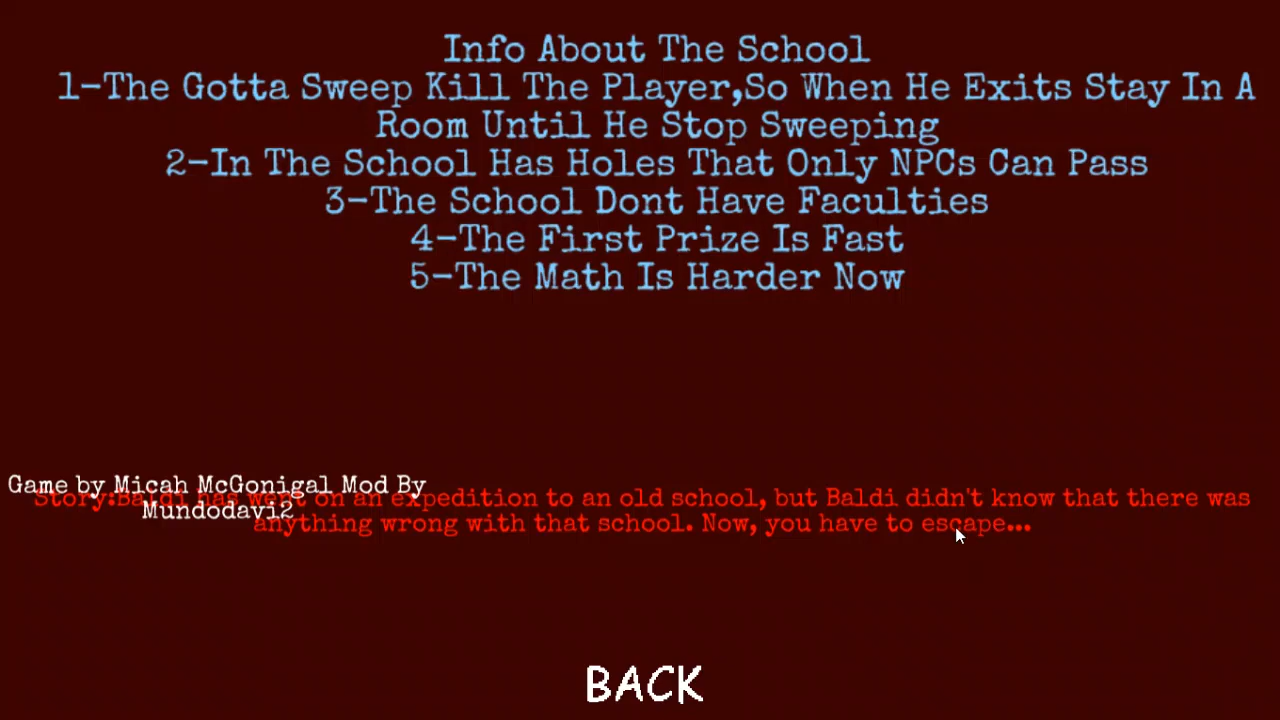 Info About The School
1-The Gotta Sweep Kill The Player,So When He Exits Stay In A
Room Until He Stop Sweeping
2-In The School Has Holes That Only NPCs Can Pass
3-The School Dont Have Faculties
4-The First Prize Is Fast
5-The Math Is Harder Now
Game by Micah McGonigal Mod By
Mundodavi2
Story:Baldi has went on an expedition to an old school, but Baldi didn't know that there was
anything wrong with that school. Now, you have to escape...
BACK